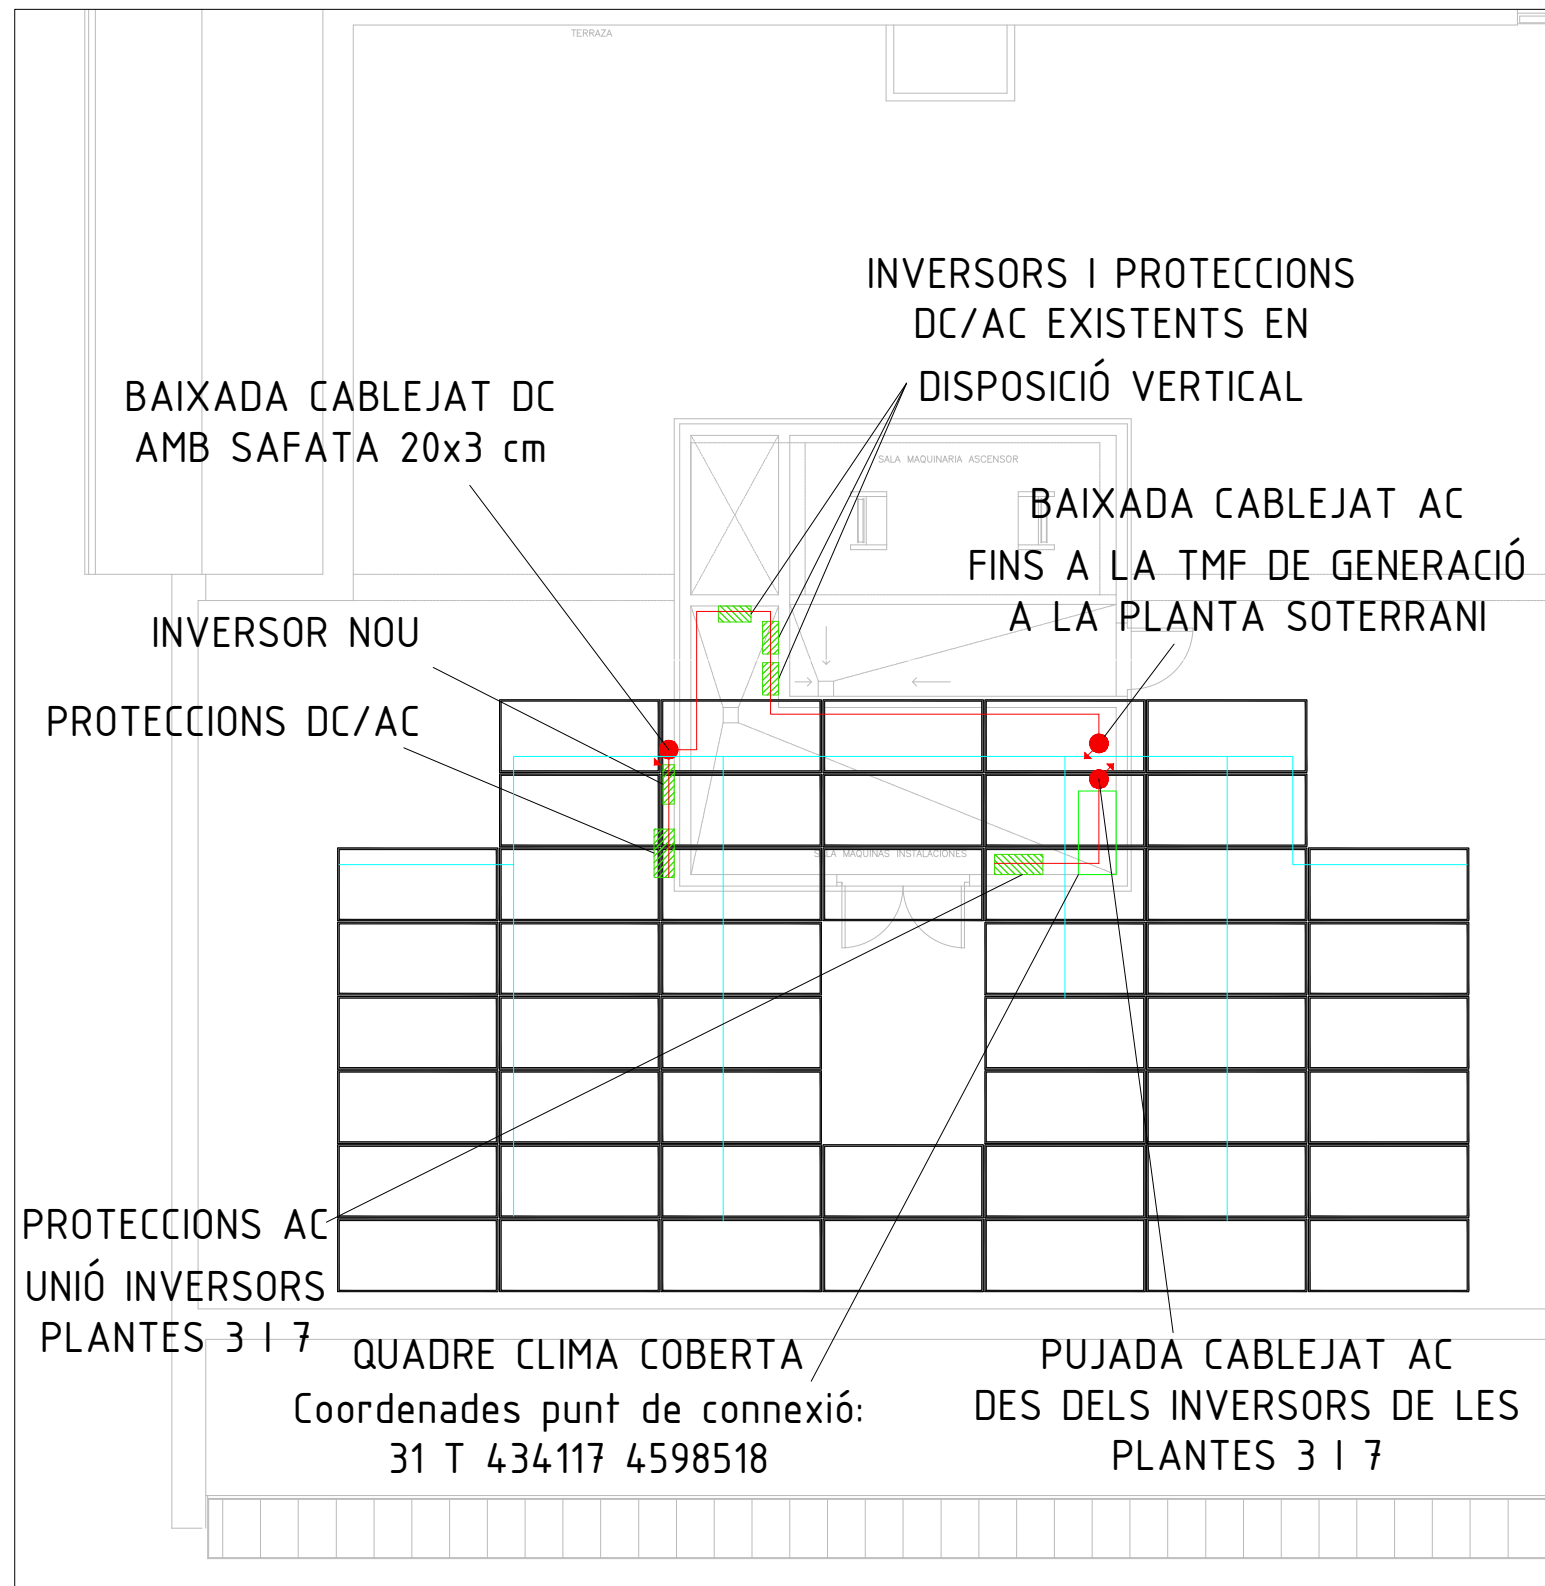 TERRAZA
INVERSORS I PROTECCIONS
DC/AC EXISTENTS EN
DISPOSICIÓ VERTICAL
BAIXADA CABLEJAT DC
AMB SAFATA 20x3 cm
SALA MAQUINARIA ASCENSOR
BAIXADA CABLEJAT AC
FINS A LA TMF DE GENERACIÓ
A LA PLANTA SOTERRANI
INVERSOR NOU
PROTECCIONS DC/AC
SALA MAQUINAS INSTALACIONES
PROTECCIONS AC
UNIÓ INVERSORS
PLANTES 3 I 7
QUADRE CLIMA COBERTA
Coordenades punt de connexió:
31 T 434117 4598518
PUJADA CABLEJAT AC
DES DELS INVERSORS DE LES
PLANTES 3 I 7